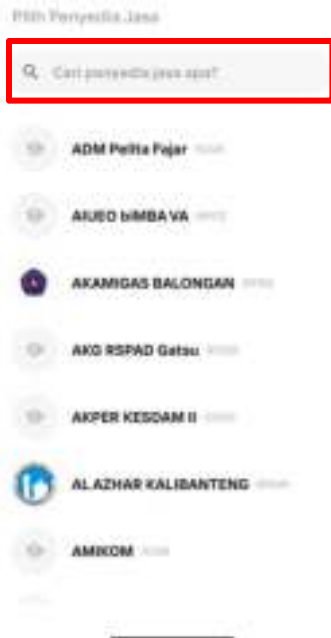 Pilih Penyedia Jasa
Cari penyedia jasa apa?
ADM Pelita Fajar
AIUEO biMBA VA
AKAMIGAS BALONGAN
AKG RSPAD Gatsu
AKPER KESDAM II
AL AZHAR KALIBANTENG
AMIKOM